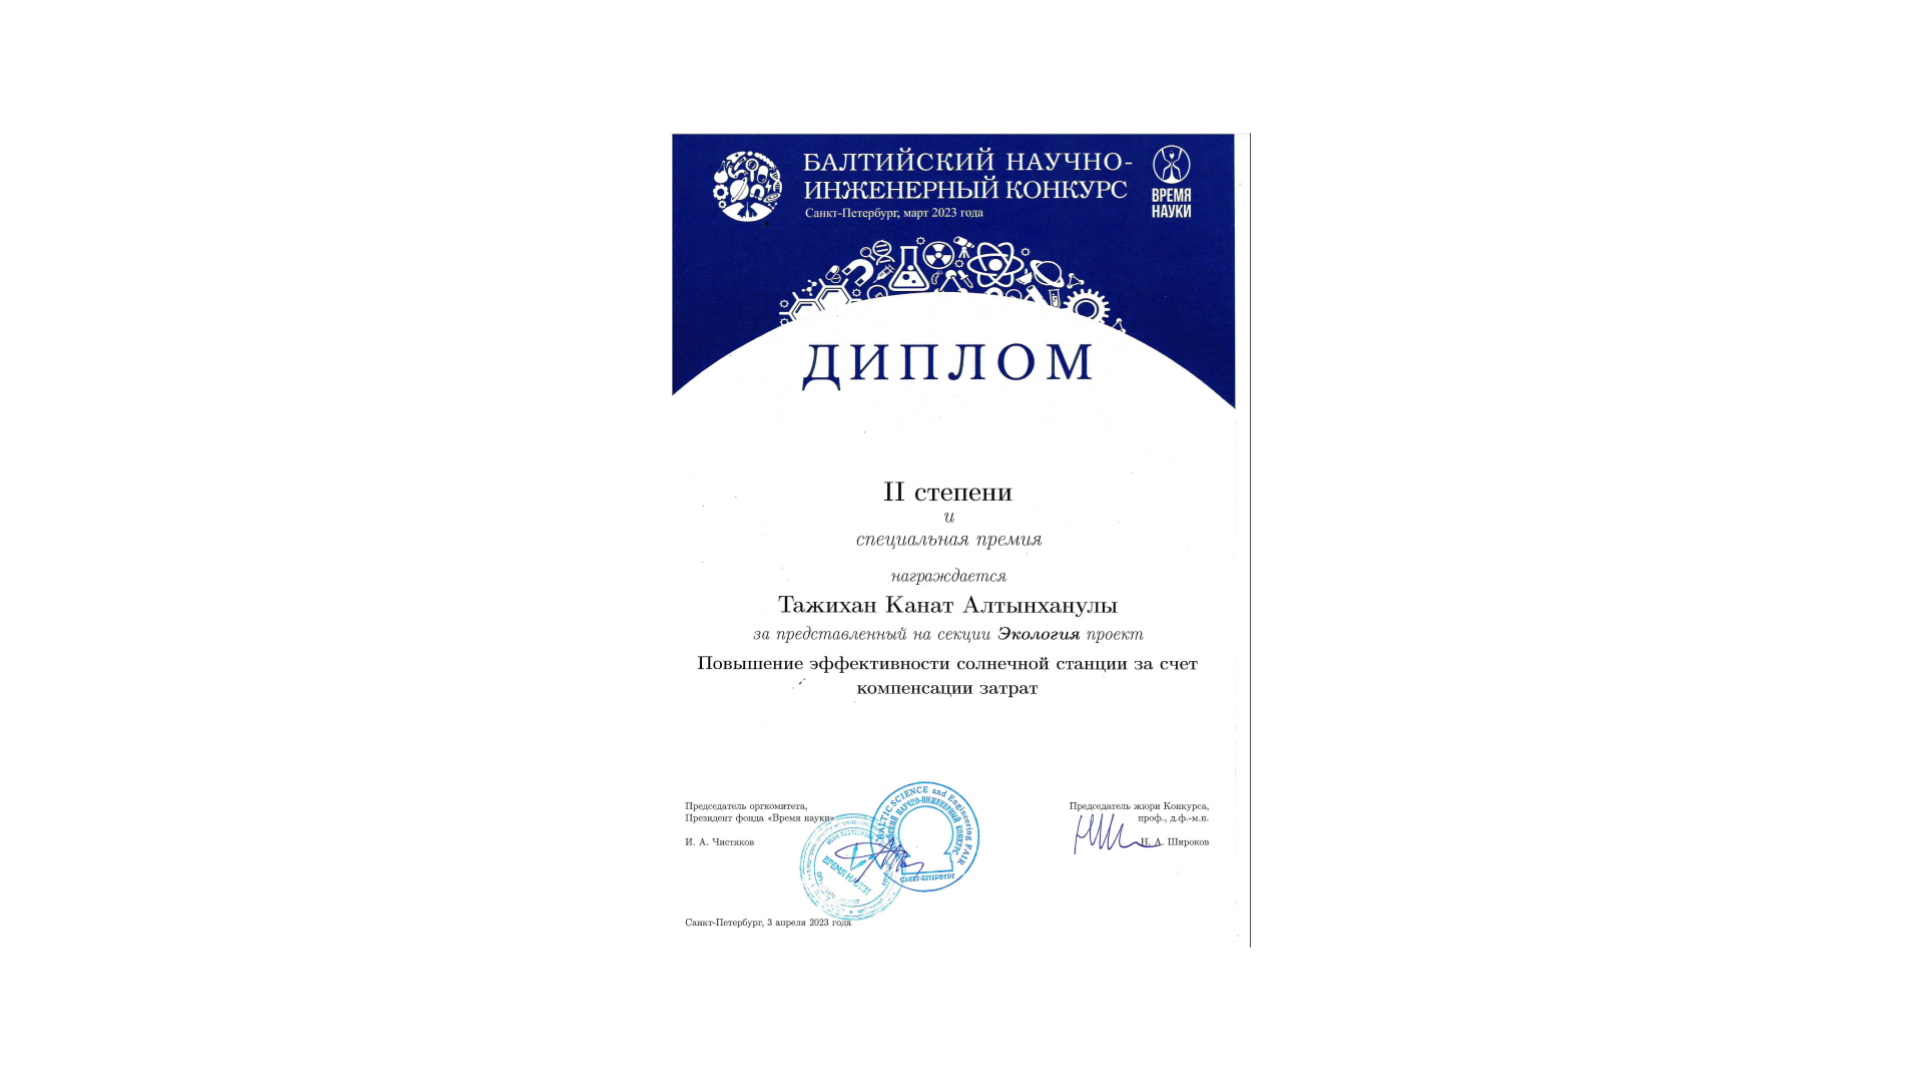 БАЛТИЙСКИЙ НАУЧНО-
ИНЖЕНЕРНЫЙ КОНКУРС
Санкт-Петербург, март 2023 года
ВРЕМЯ
НАУКИ
ДИПЛОМ
II степени
и
специальная премия
награждается
Тажихан Канат Алтынханулы
за представленный на секции Экология проект
Повышение эффективности солнечной станции за счет
компенсации затрат
Председатель оргкомитета,
Президент фонда «Время науки»
И. А. Чистяков
BALTIC SCIENCE and Engineering FAIR
НАУЧНО-ИНЖЕНЕРНЫЙ КОНКУРС
САНКТ-ПЕТЕРБУРГ
ВРЕМЯ НАУКИ
Председатель жюри Конкурса,
проф., д.ф.-м.н.
Н. А. Широков
Санкт-Петербург, 3 апреля 2023 года